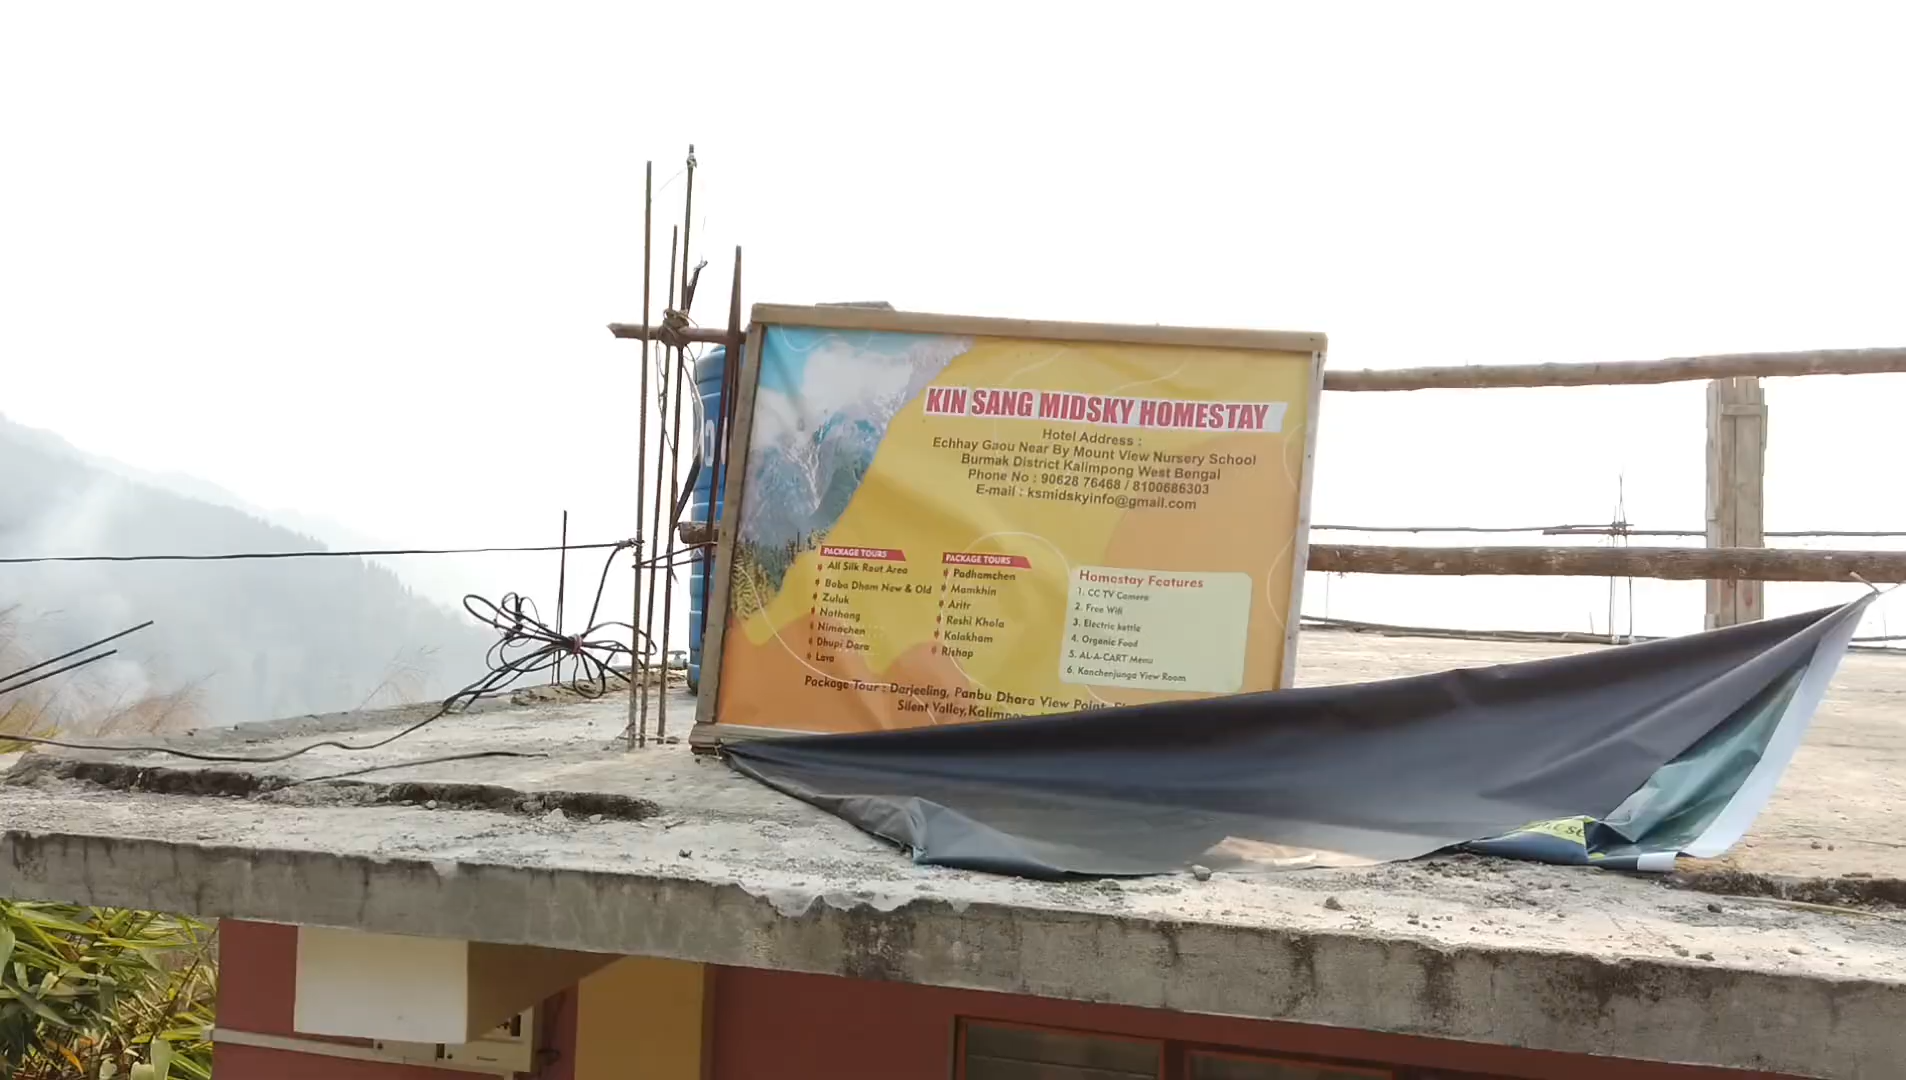 KIN SANG MIDSKY HOMESTAY
Hotel Address :
Echhay Gaou Near By Mount View Nursery School
Burmak District Kalimpong West Bengal
Phone No : 90628 76468 / 8100686303
E-mail : ksmidskyinfo@gmail.com
PACKAGE TOURS
All Silk Raut Area
Baba Dham New & Old
Zuluk
Nathang
Nimachen
Dhupi Dara
Lava
PACKAGE TOURS
Padhamchen
Mamkhin
Aritr
Reshi Khola
Kolakham
Rishap
Homestay Features
1. CC TV Camera
2. Free Wifi
3. Electric kettle
4. Organic Food
5. AL-A-CART Menu
6. Kanchenjunga View Room
Package Tour : Darjeeling, Panbu Dhara View Point,
Silent Valley,